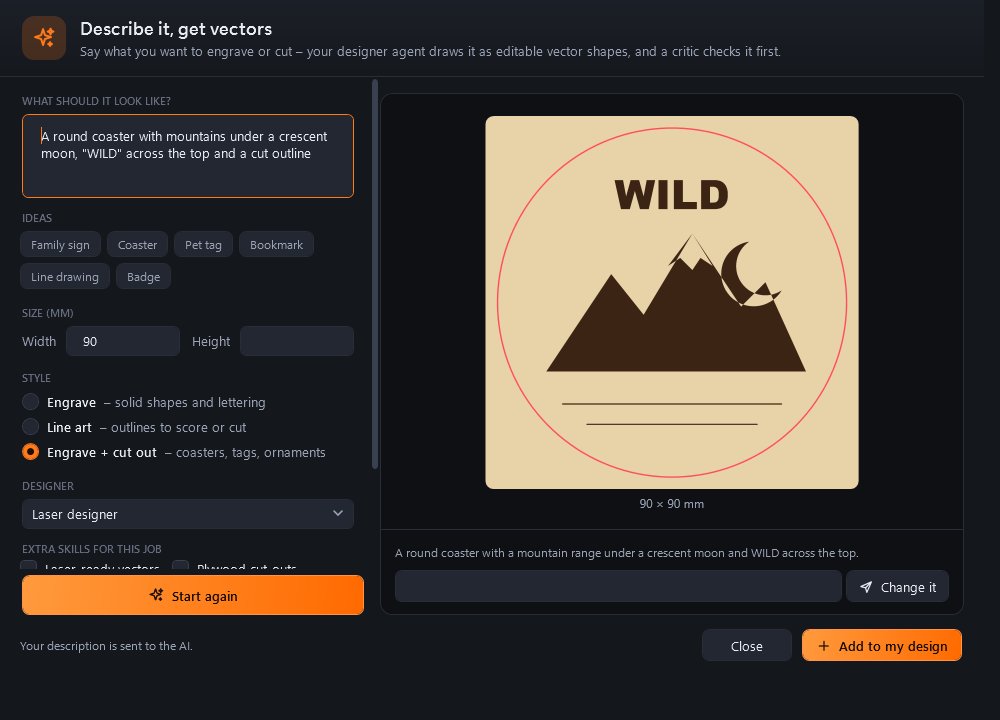 Describe it, get vectors
Say what you want to engrave or cut – your designer agent draws it as editable vector shapes, and a critic checks it first.
WHAT SHOULD IT LOOK LIKE?
A round coaster with mountains under a crescent
moon, "WILD" across the top and a cut outline
IDEAS
Family sign Coaster Pet tag Bookmark
Line drawing Badge
SIZE (MM)
Width 90 Height
STYLE
Engrave – solid shapes and lettering
Line art – outlines to score or cut
Engrave + cut out – coasters, tags, ornaments
DESIGNER
Laser designer
EXTRA SKILLS FOR THIS JOB
Laser-ready vectors Plywood cut-outs
Start again
Your description is sent to the AI.
WILD
90 × 90 mm
A round coaster with a mountain range under a crescent moon and WILD across the top.
Change it
Close
Add to my design